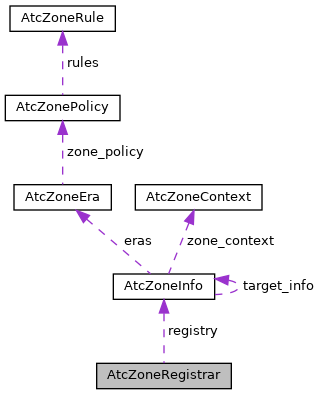 AtcZoneRule
rules
AtcZonePolicy
zone_policy
AtcZoneEra
AtcZoneContext
eras
zone_context
AtcZoneInfo
target_info
registry
AtcZoneRegistrar